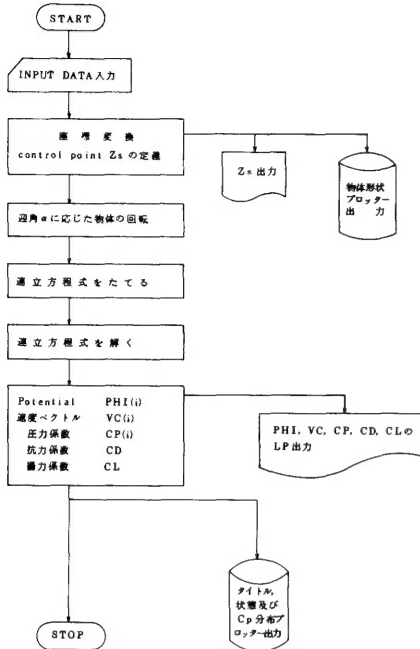 START
INPUT DATA入力
座標変換
control point Zsの定義
Zs出力
物体形状
プロッター
出力
迎角αに応じた物体の回転
連立方程式をたてる
連立方程式を解く
Potential PHI(i)
速度ベクトル VC(i)
圧力係数 CP(i)
抗力係数 CD
揚力係数 CL
PHI, VC, CP, CD, CLの
LP出力
タイトル,
状態及び
Cp分布プ
ロッター出力
STOP